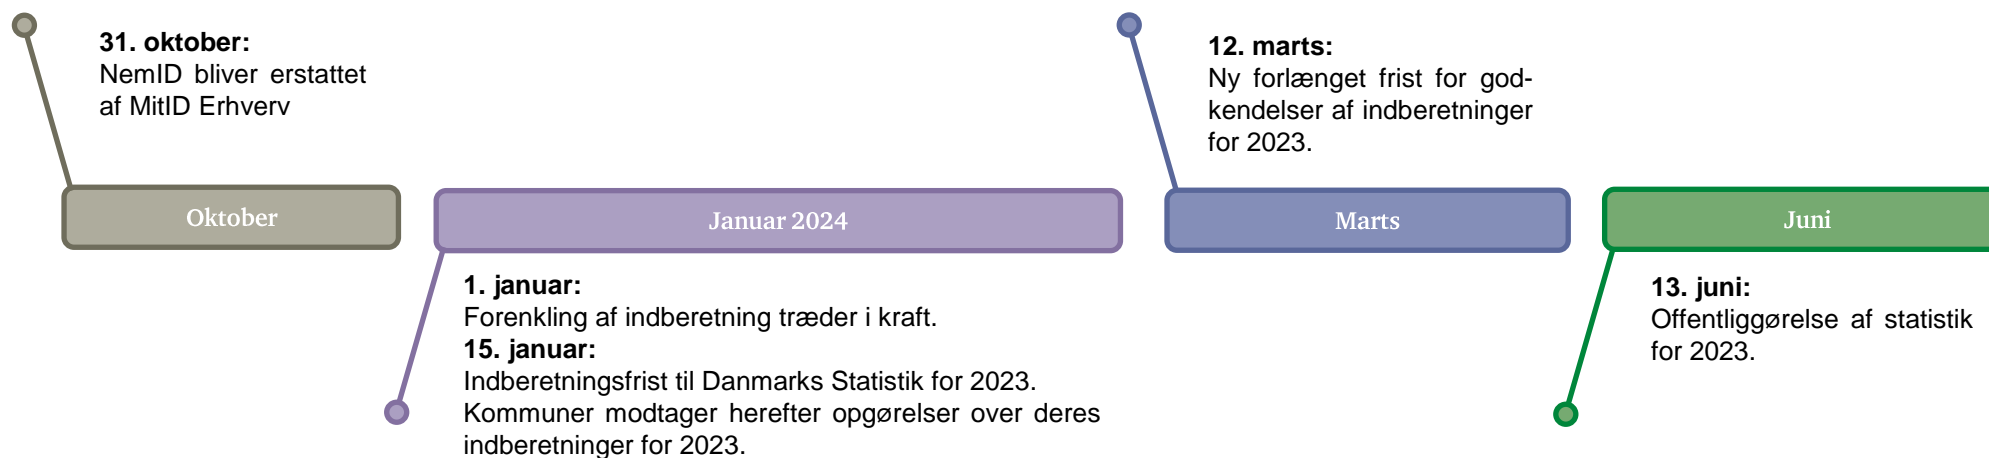 31. oktober:
NemID bliver erstattet
af MitID Erhverv
12. marts:
Ny forlænget frist for god-
kendelser af indberetninger
for 2023.
Oktober
Januar 2024
Marts
Juni
1. januar:
Forenkling af indberetning træder i kraft.
15. januar:
Indberetningsfrist til Danmarks Statistik for 2023.
Kommuner modtager herefter opgørelser over deres
indberetninger for 2023.
13. juni:
Offentliggørelse af statistik
for 2023.